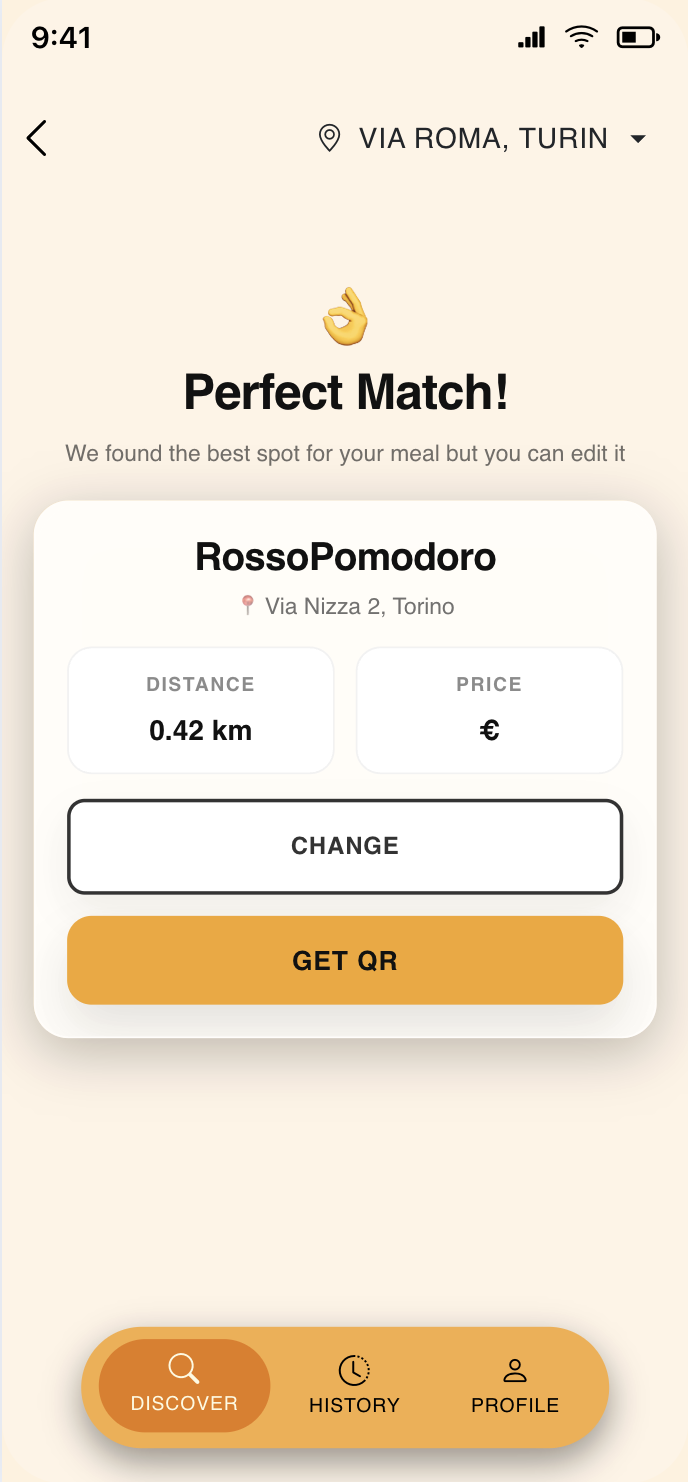 9:41
VIA ROMA, TURIN
Perfect Match!
We found the best spot for your meal but you can edit it
RossoPomodoro
Via Nizza 2, Torino
DISTANCE
0.42 km
PRICE
€
CHANGE
GET QR
DISCOVER
HISTORY
PROFILE